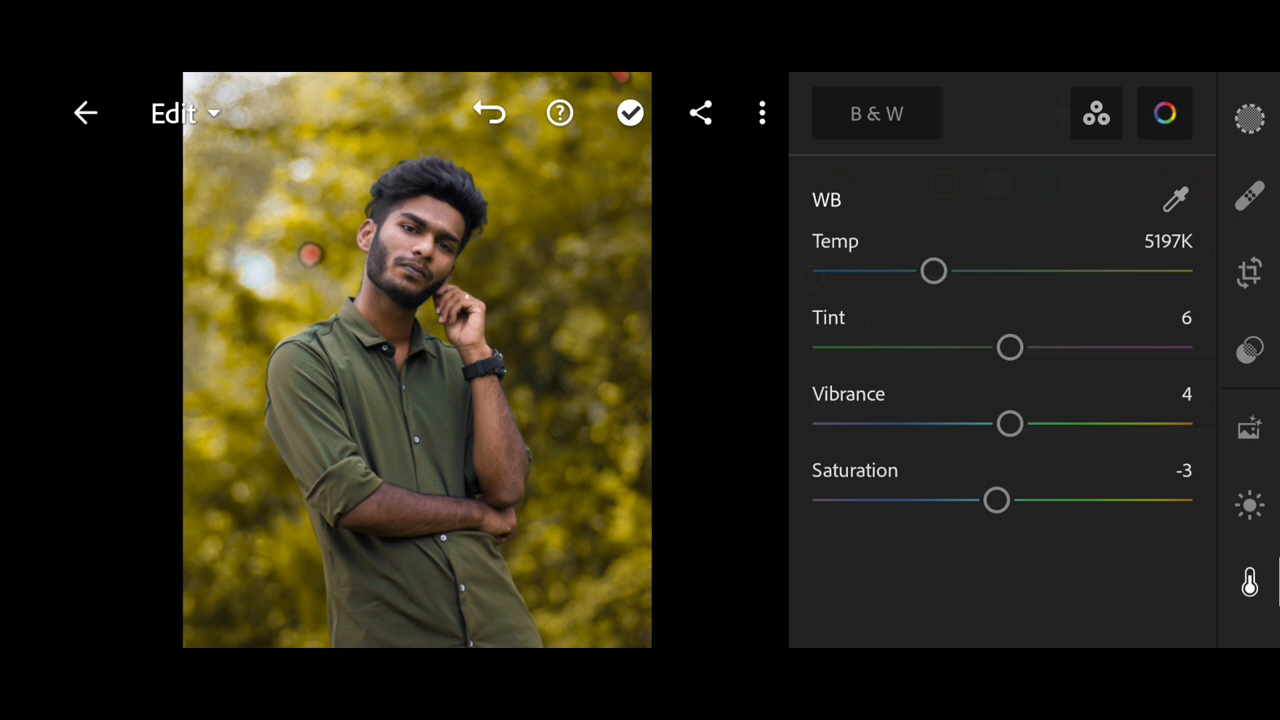 Edit
B & W
WB
Temp 5197K
Tint 6
Vibrance 4
Saturation -3